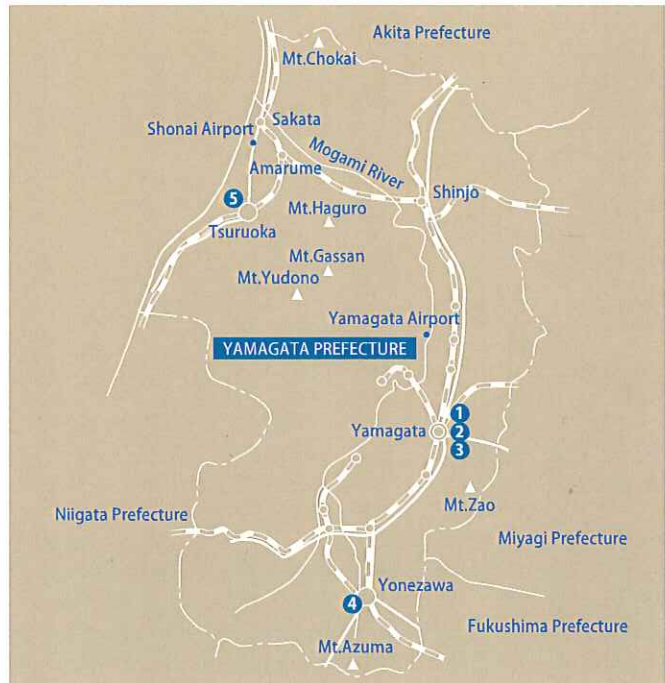 Akita Prefecture
Mt.Chokai
Sakata
Shonai Airport
Mogami River
Amarume
Shinjo
5
Mt.Haguro
Tsuruoka
Mt.Gassan
Mt.Yudono
Yamagata Airport
YAMAGATA PREFECTURE
1
Yamagata
2
3
Mt.Zao
Niigata Prefecture
Miyagi Prefecture
Yonezawa
4
Fukushima Prefecture
Mt.Azuma